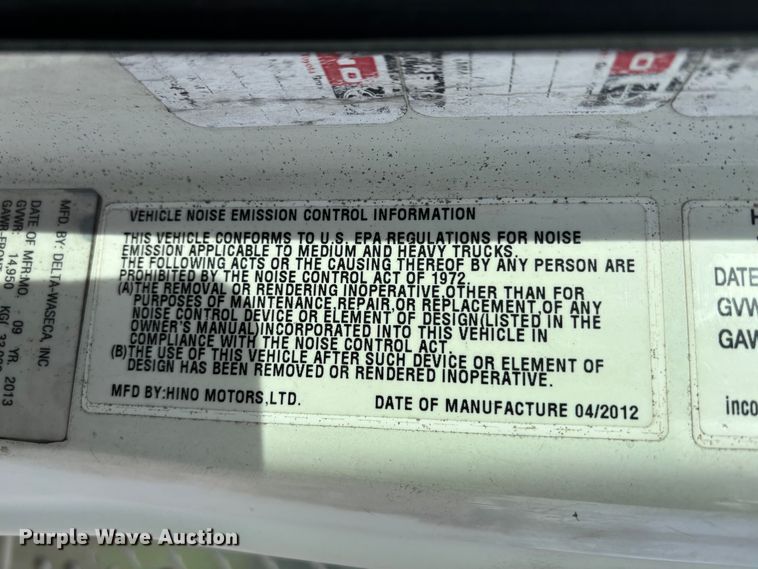 VEHICLE NOISE EMISSION CONTROL INFORMATION
THIS VEHICLE CONFORMS TO U.S. EPA REGULATIONS FOR NOISE
EMISSION APPLICABLE TO MEDIUM AND HEAVY TRUCKS.
THE FOLLOWING ACTS OR THE CAUSING THEREOF BY ANY PERSON ARE
PROHIBITED BY THE NOISE CONTROL ACT OF 1972.
(A)THE REMOVAL OR RENDERING INOPERATIVE,OTHER THAN FOR
PURPOSES OF MAINTENANCE,REPAIR,OR REPLACEMENT,OF ANY
NOISE CONTROL DEVICE OR ELEMENT OF DESIGN(LISTED IN THE
OWNER'S MANUAL)INCORPORATED INTO THIS VEHICLE IN
COMPLIANCE WITH THE NOISE CONTROL ACT.
(B)THE USE OF THIS VEHICLE AFTER SUCH DEVICE OR ELEMENT OF
DESIGN HAS BEEN REMOVED OR RENDERED INOPERATIVE.
MFD BY:HINO MOTORS,LTD. DATE OF MANUFACTURE 04/2012
MFD. BY: DELTA-WASECA, INC
DATE OF MFR:MO. - 09 YR. 2013
GVWR: 14,950 KG(
GAWR-FRONT
DATE
GVW
GAW
inco
Purple Wave Auction